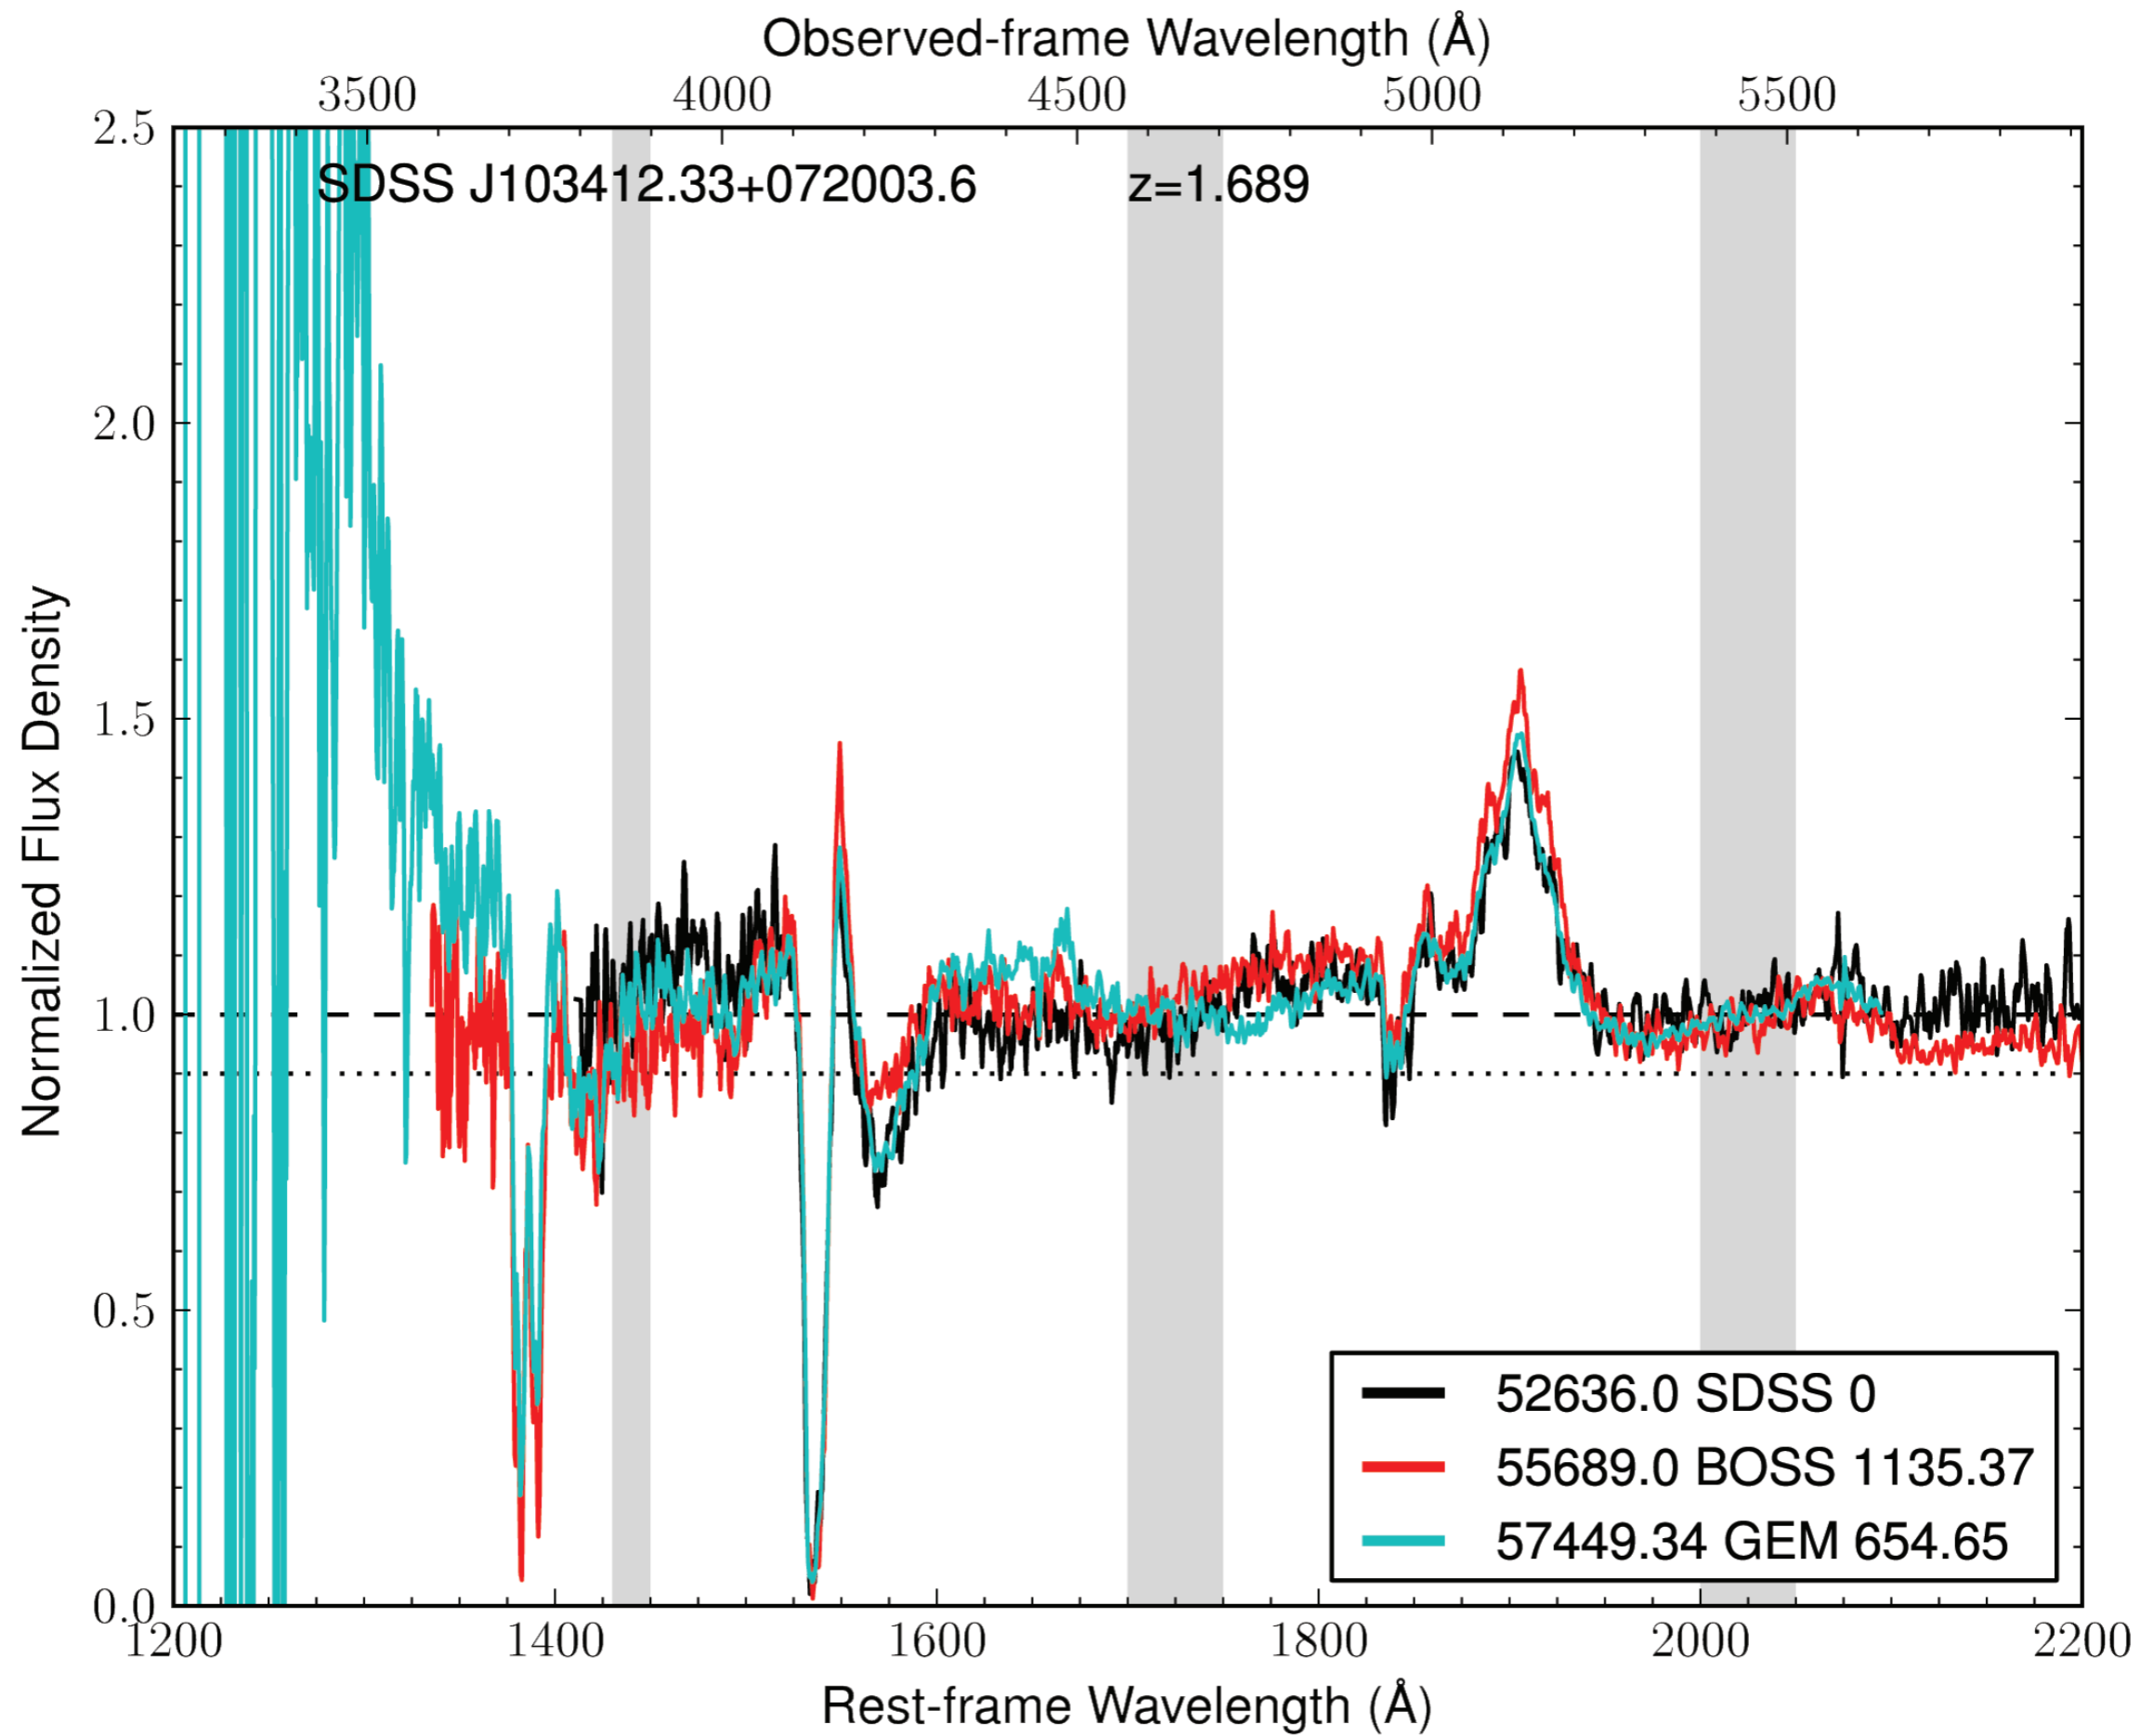 Observed-frame Wavelength (Å)
3500 4000 4500 5000 5500
SDSS J103412.33+072003.6 z=1.689
Normalized Flux Density
2.5
2.0
1.5
1.0
0.5
0.0
52636.0 SDSS 0
55689.0 BOSS 1135.37
57449.34 GEM 654.65
1200 1400 1600 1800 2000 2200
Rest-frame Wavelength (Å)